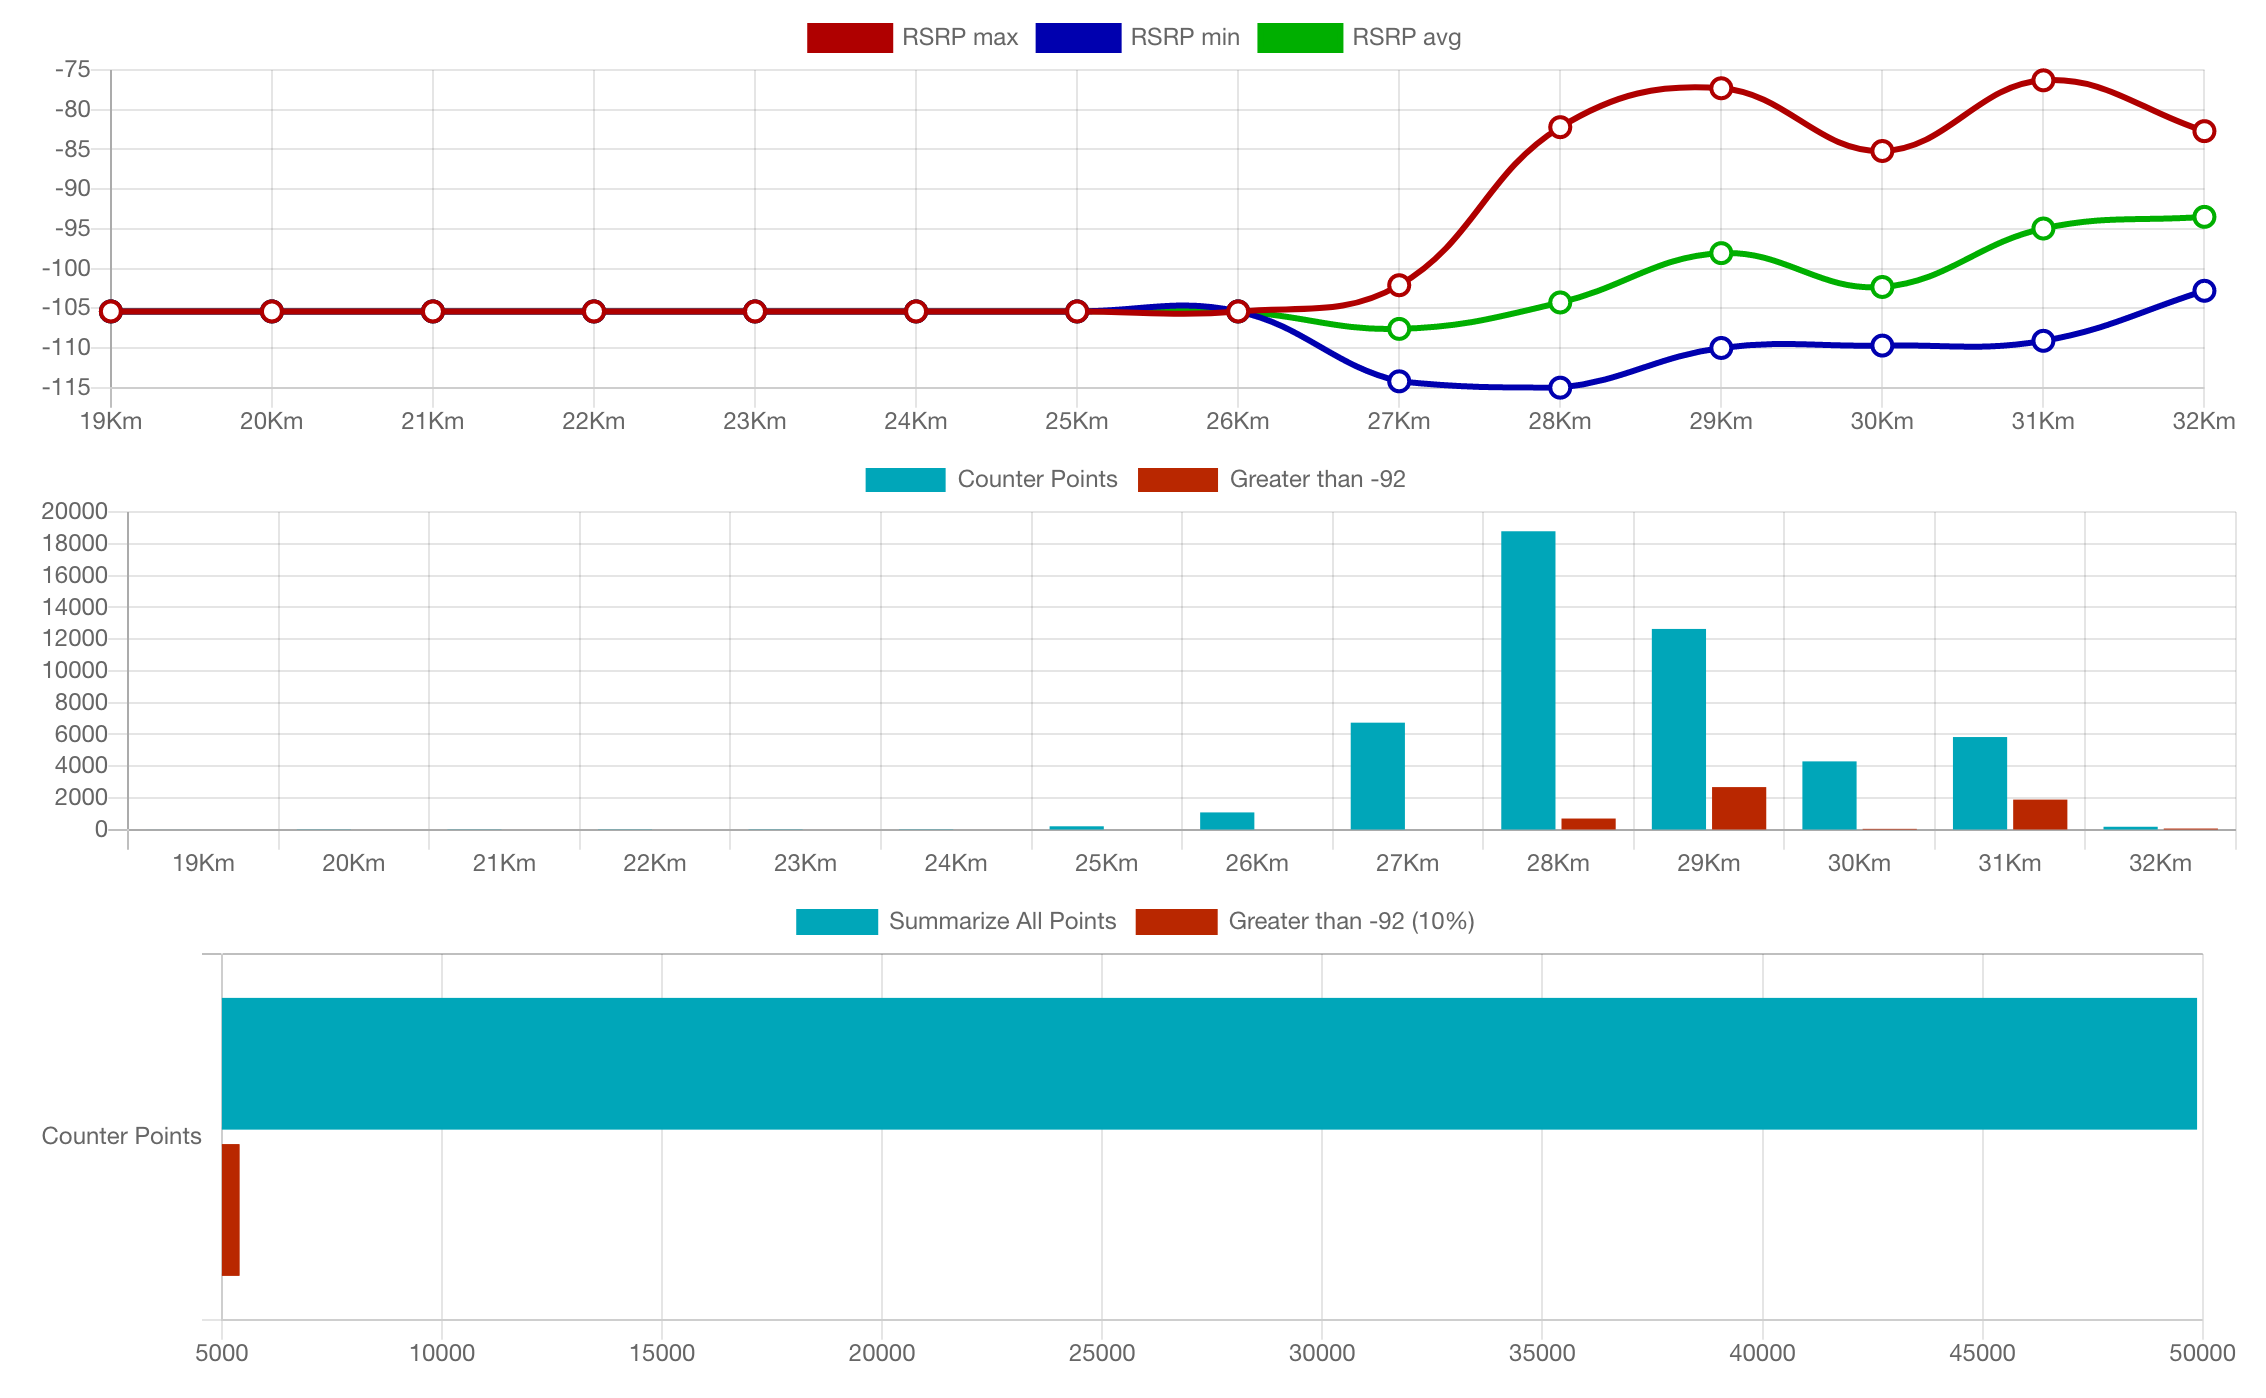 RSRP max RSRP min RSRP avg
-75
-80
-85
-90
-95
-100
-105
-110
-115
19Km 20Km 21Km 22Km 23Km 24Km 25Km 26Km 27Km 28Km 29Km 30Km 31Km 32Km
Counter Points Greater than -92
20000
18000
16000
14000
12000
10000
8000
6000
4000
2000
0
19Km 20Km 21Km 22Km 23Km 24Km 25Km 26Km 27Km 28Km 29Km 30Km 31Km 32Km
Summarize All Points Greater than -92 (10%)
Counter Points
5000 10000 15000 20000 25000 30000 35000 40000 45000 50000